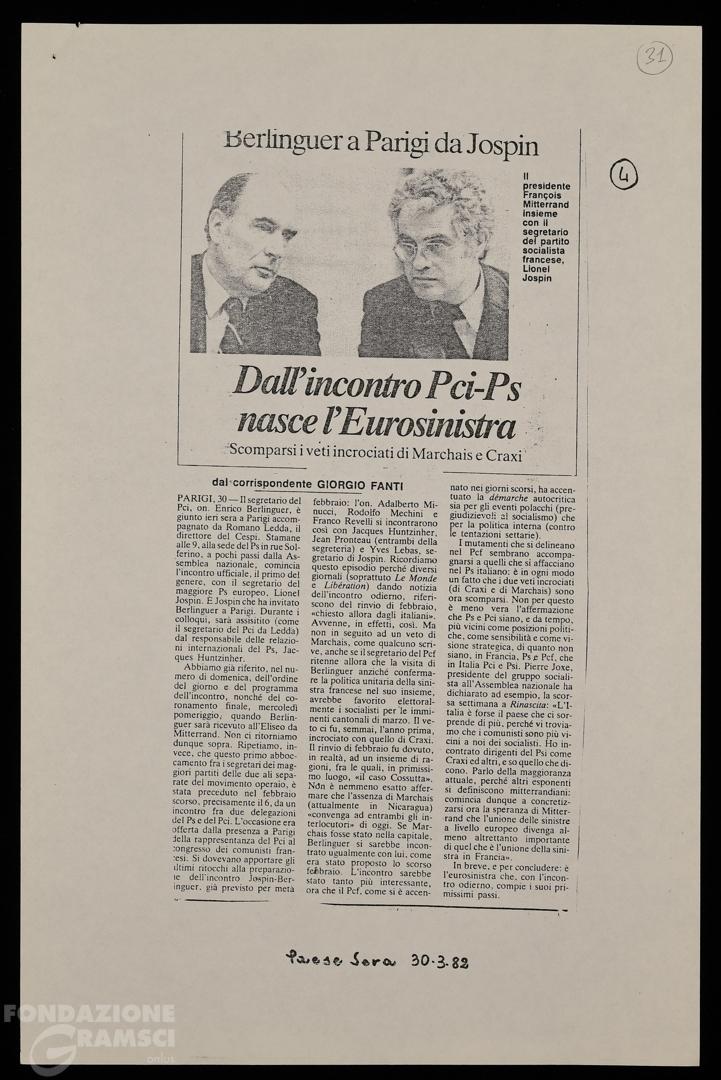 31
4
Berlinguer a Parigi da Jospin
Il
presidente
François
Mitterrand
insieme
con il
segretario
del partito
socialista
francese,
Lionel
Jospin
Dall'incontro Pci-Ps
nasce l'Eurosinistra
Scomparsi i veti incrociati di Marchais e Craxi
dal corrispondente GIORGIO FANTI
PARIGI, 30 — Il segretario del
Pci, on. Enrico Berlinguer, è
giunto ieri sera a Parigi accom-
pagnato da Romano Ledda, il
direttore del Cespi. Stamane
alle 9, alla sede del Ps in rue Sol-
ferino, a pochi passi dalla As-
semblea nazionale, comincia
l'incontro ufficiale, il primo del
genere, con il segretario del
maggiore Ps europeo, Lionel
Jospin. E Jospin che ha invitato
Berlinguer a Parigi. Durante i
colloqui, sarà assistito (come
il segretario del Pci da Ledda)
dal responsabile delle relazio-
ni internazionali del Ps, Jac-
ques Huntzinher.
Abbiamo già riferito, nel nu-
mero di domenica, dell'ordine
del giorno e del programma
dell'incontro, nonché del co-
ronamento finale, mercoledì
pomeriggio, quando Berlin-
guer sarà ricevuto all'Eliseo da
Mitterrand. Non ci ritorniamo
dunque sopra. Ripetiamo, in-
vece, che questo primo abboc-
camento fra i segretari dei mag-
giori partiti delle due ali sepa-
rate del movimento operaio, è
stata preceduto nel febbraio
scorso, precisamente il 6, da un
incontro fra due delegazioni
del Ps e del Pci. L'occasione era
offerta dalla presenza a Parigi
della rappresentanza del Pci al
congresso dei comunisti fran-
cesi. Si dovevano apportare gli
ultimi ritocchi alla preparazio-
ne dell'incontro Jospin-Ber-
linguer, già previsto per metà
febbraio: l'on. Adalberto Mi-
nucci, Rodolfo Mechini e
Franco Revelli si incontrarono
così con Jacques Huntzinher,
Jean Pronteau (entrambi della
segreteria) e Yves Lebas, se-
gretario di Jospin. Ricordiamo
questo episodio perché diversi
giornali (soprattutto Le Monde
e Libération) dando notizia
dell'incontro odierno, riferi-
scono del rinvio di febbraio,
«chiesto allora dagli italiani».
Avvenne, in effetti, così. Ma
non in seguito ad un veto di
Marchais, come qualcuno scri-
ve, anche se il segretario del Pcf
ritenne allora che la visita di
Berlinguer anziché conferma-
re la politica unitaria della sini-
stra francese nel suo insieme,
avrebbe favorito elettoral-
mente i socialisti per le immi-
nenti cantonali di marzo. Il ve-
to ci fu, semmai, l'anno prima,
incrociato con quello di Craxi.
Il rinvio di febbraio fu dovuto,
in realtà, ad un insieme di ra-
gioni, fra le quali, in primissi-
mo luogo, «il caso Cossutta».
Non è nemmeno esatto affer-
mare che l'assenza di Marchais
(attualmente in Nicaragua)
«convenga ad entrambi gli in-
terlocutori» di oggi. Se Mar-
chais fosse stato nella capitale,
Berlinguer si sarebbe incon-
trato ugualmente con lui, come
era stato proposto lo scorso
febbraio. L'incontro sarebbe
stato tanto più interessante,
ora che il Pcf, come si è accen-
nato nei giorni scorsi, ha accen-
tuato la démarche autocritica
sia per gli eventi polacchi (pre-
giudizievoli al socialismo) che
per la politica interna (contro
le tentazioni settarie).
I mutamenti che si delineano
nel Pcf sembrano accompa-
gnarsi a quelli che si affacciano
nel Ps italiano; è in ogni modo
un fatto che i due veti incrociati
(di Craxi e di Marchais) sono
ora scomparsi. Non per questo
è meno vera l'affermazione
che Ps e Pci siano, e da tempo,
più vicini come posizioni politi-
che, come sensibilità e come vi-
sione strategica, di quanto non
siano, in Francia, Ps e Pcf, che
in Italia Pci e Psi. Pierre Joxe,
presidente del gruppo sociali-
sta all'Assemblea nazionale ha
dichiarato ad esempio, la scor-
sa settimana a Rinascita: «L'I-
talia è forse il paese che ci sor-
prende di più, perché vi trovia-
mo che i comunisti sono più vi-
cini a noi dei socialisti. Ho in-
contrato dirigenti del Psi come
Craxi ed altri, e so quello che di-
cono. Parlo della maggioranza
attuale, perché altri esponenti
si definiscono mitterrandiani:
comincia dunque a concretiz-
zarsi ora la speranza di Mitter-
rand che l'unione delle sinistre
a livello europeo divenga al-
meno altrettanto importante
di quel che è l'unione della sini-
stra in Francia».
In breve, e per concludere: è
l'eurosinistra che, con l'incon-
tro odierno, compie i suoi pri-
missimi passi.
Paese Sera 30.3.82
FONDAZIONE
GRAMSCI
onlus